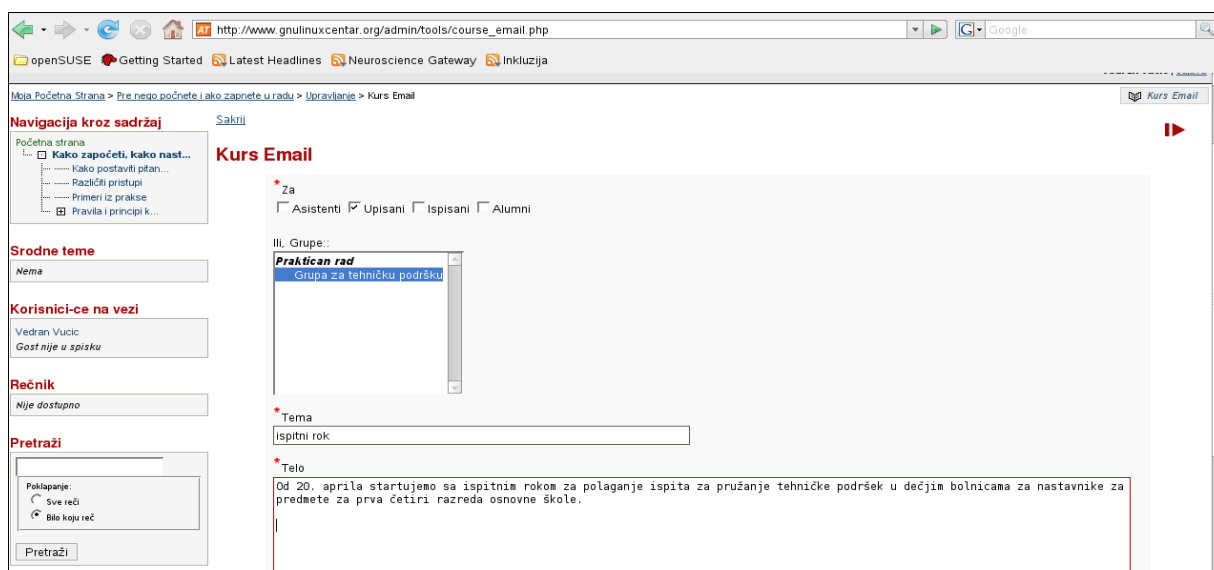 http://www.gnulinuxcentar.org/admin/tools/course_email.php
Google
openSUSE Getting Started Latest Headlines Neuroscience Gateway Inkluzija
Moja Početna Strana > Pre nego počnete i ako zapnete u radu > Upravljanje > Kurs Email
Kurs Email
Navigacija kroz sadržaj
Početna strana
Kako započeti, kako nast...
Kako postaviti pitan...
Različiti pristupi
Primeri iz prakse
Pravila i principi k...
Srodne teme
Nema
Korisnici-ce na vezi
Vedran Vucic
Gost nije u spisku
Rečnik
Nije dostupno
Pretraži
Poklapanje:
Sve reči
Bilo koju reč
Pretraži
Sakrij
Kurs Email
*Za
Asistenti Upisani Ispisani Alumni
Ili, Grupe::
Praktican rad
Grupa za tehničku podršku
*Tema
ispitni rok
*Telo
Od 20. aprila startujemo sa ispitnim rokom za polaganje ispita za pružanje tehničke podršek u dečjim bolnicama za nastavnike za
predmete za prva četiri razreda osnovne škole.